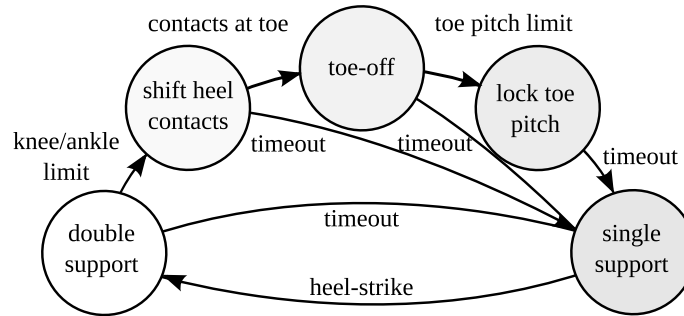 contacts at toe
toe pitch limit
toe-off
shift heel
contacts
lock toe
pitch
knee/ankle
limit
timeout
timeout
timeout
double
support
timeout
single
support
heel-strike